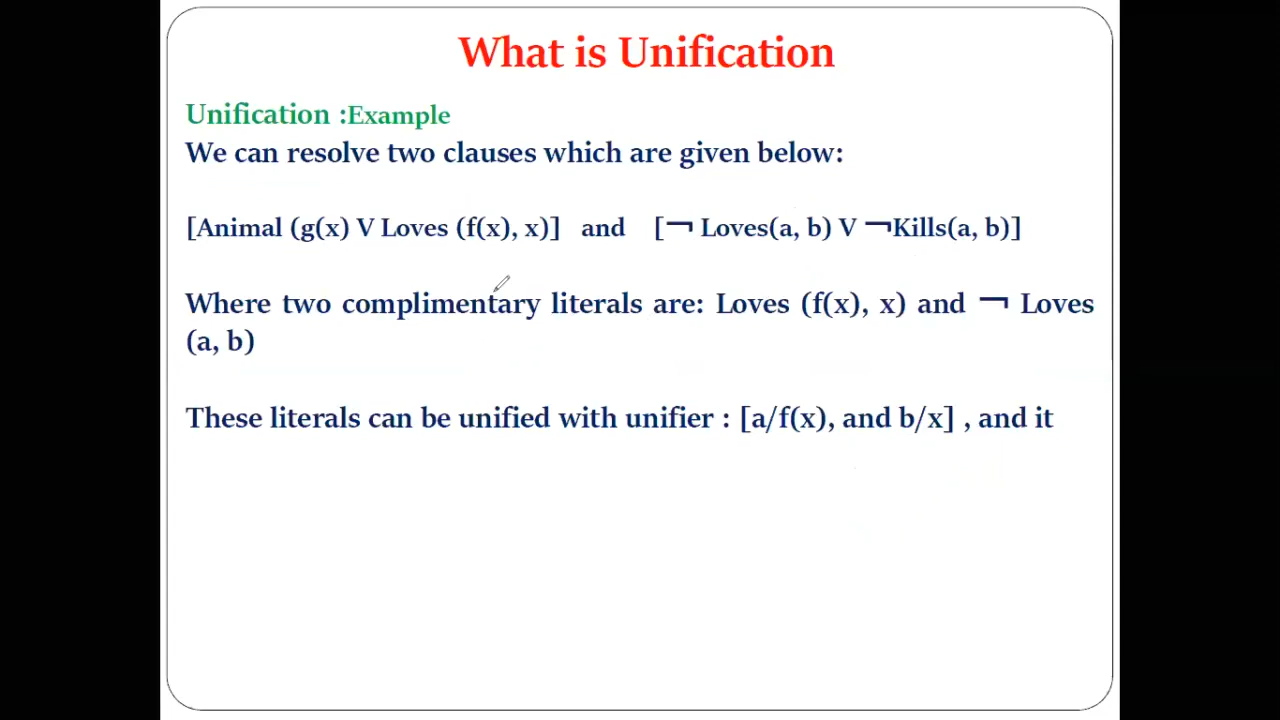 What is Unification
Unification :Example
We can resolve two clauses which are given below:
[Animal (g(x) V Loves (f(x), x)] and [¬ Loves(a, b) V ¬Kills(a, b)]
Where two complimentary literals are: Loves (f(x), x) and ¬ Loves
(a, b)
These literals can be unified with unifier : [a/f(x), and b/x] , and it